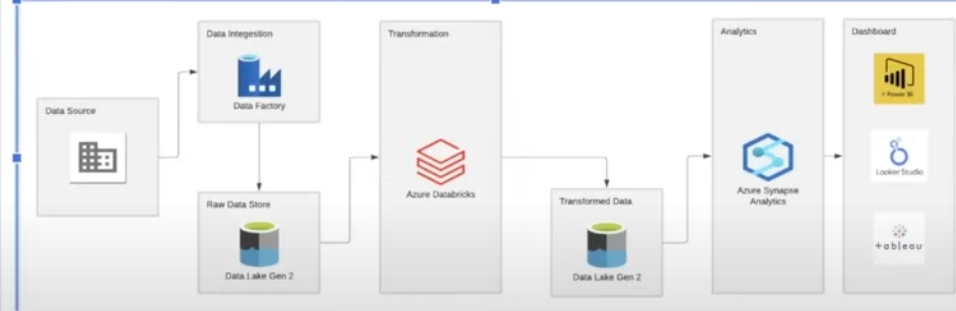 Data Source
Data Integestion
Data Factory
Raw Data Store
Data Lake Gen 2
Transformation
Azure Databricks
Transformed Data
Data Lake Gen 2
Analytics
Azure Synapse
Analytics
Dashboard
Power BI
Looker Studio
+ableau